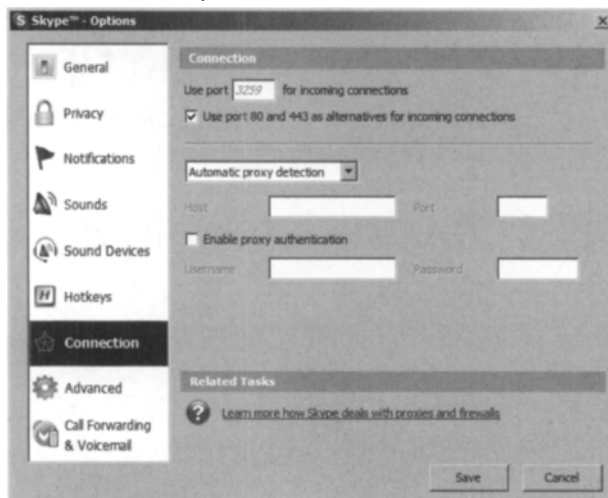 Skype™ - Options
General
Privacy
Notifications
Sounds
Sound Devices
Hotkeys
Connection
Advanced
Call Forwarding
& Voicemail
Connection
Use port 3259 for incoming connections
Use port 80 and 443 as alternatives for incoming connections
Automatic proxy detection
Host Port
Enable proxy authentication
Username Password
Related Tasks
Learn more how Skype deals with proxies and firewalls
Save Cancel